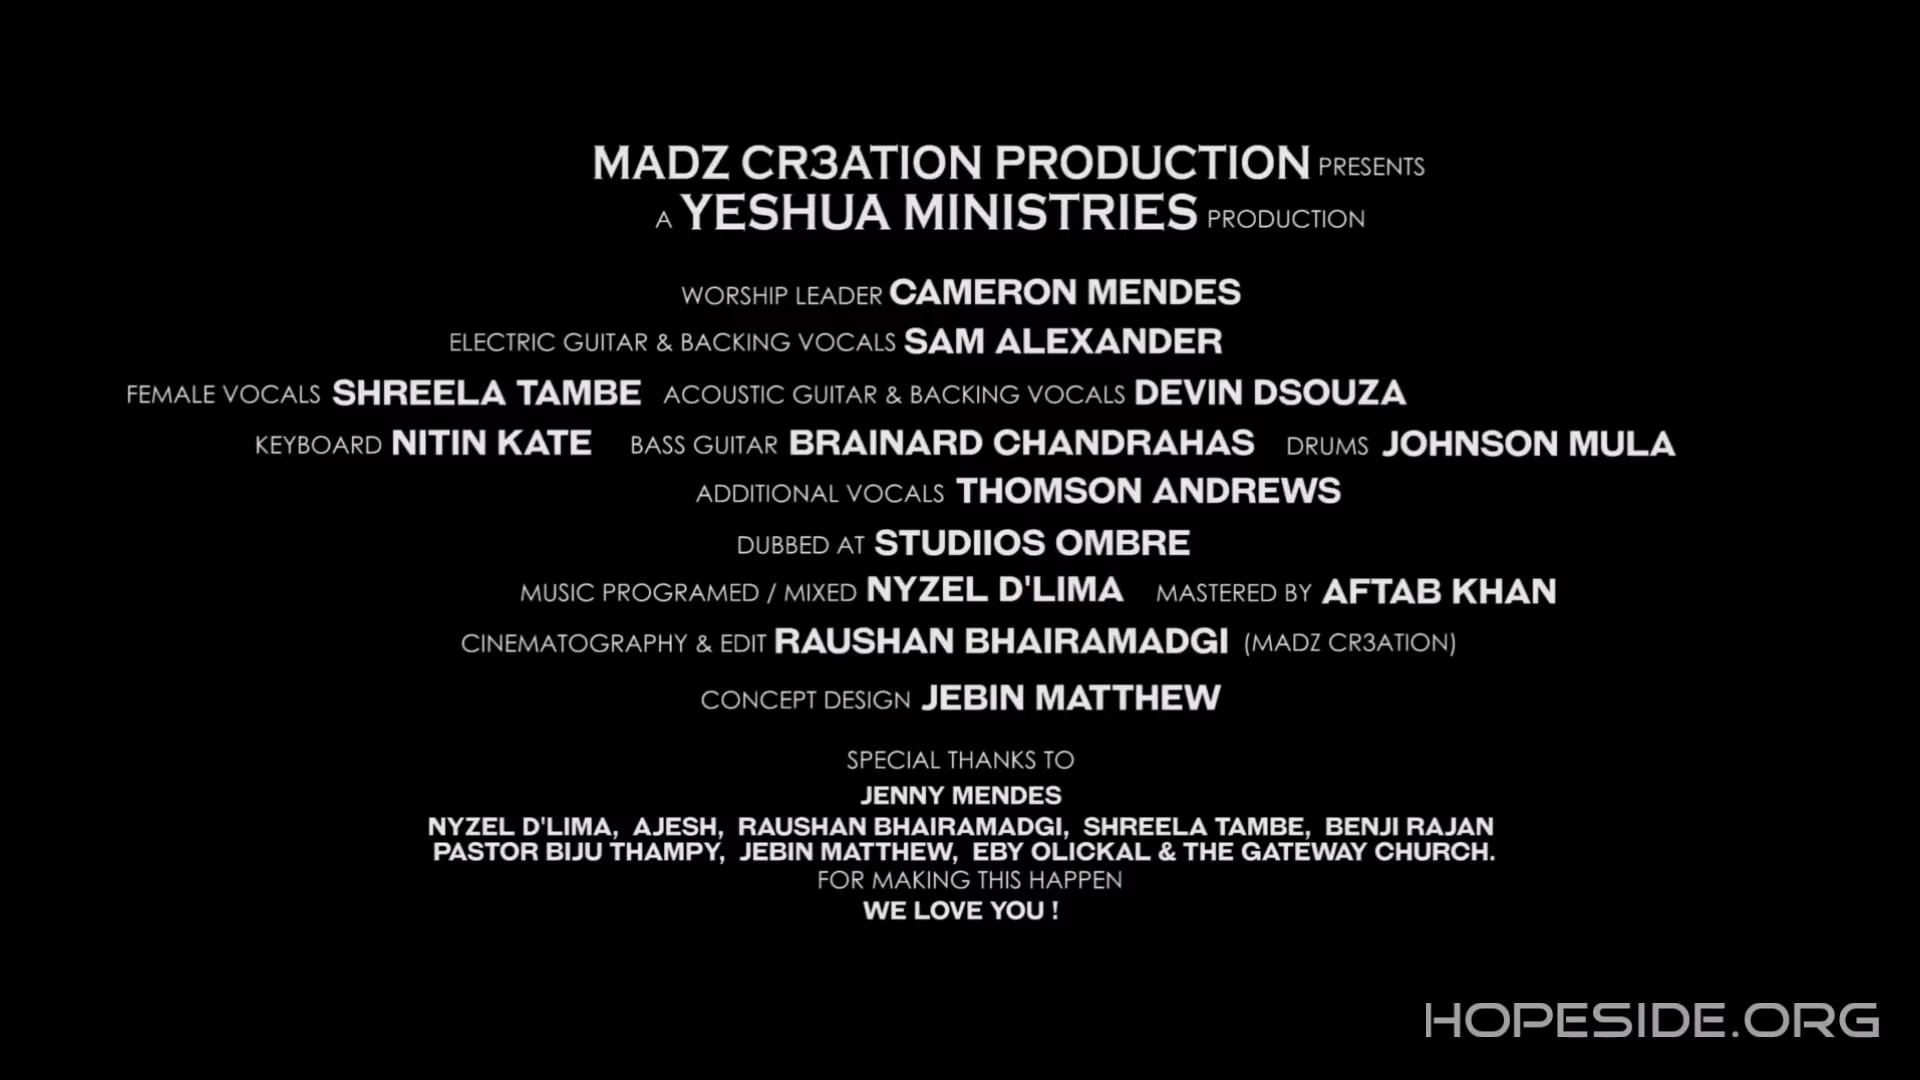 MADZ CR3ATION PRODUCTION PRESENTS
A YESHUA MINISTRIES PRODUCTION
WORSHIP LEADER CAMERON MENDES
ELECTRIC GUITAR & BACKING VOCALS SAM ALEXANDER
FEMALE VOCALS SHREELA TAMBE ACOUSTIC GUITAR & BACKING VOCALS DEVIN DSOUZA
KEYBOARD NITIN KATE BASS GUITAR BRAINARD CHANDRAHAS DRUMS JOHNSON MULA
ADDITIONAL VOCALS THOMSON ANDREWS
DUBBED AT STUDIIOS OMBRE
MUSIC PROGRAMED / MIXED NYZEL D'LIMA MASTERED BY AFTAB KHAN
CINEMATOGRAPHY & EDIT RAUSHAN BHAIRAMADGI (MADZ CR3ATION)
CONCEPT DESIGN JEBIN MATTHEW
SPECIAL THANKS TO
JENNY MENDES
NYZEL D'LIMA, AJESH, RAUSHAN BHAIRAMADGI, SHREELA TAMBE, BENJI RAJAN
PASTOR BIJU THAMPY, JEBIN MATTHEW, EBY OLICKAL & THE GATEWAY CHURCH.
FOR MAKING THIS HAPPEN
WE LOVE YOU !
HOPESIDE.ORG